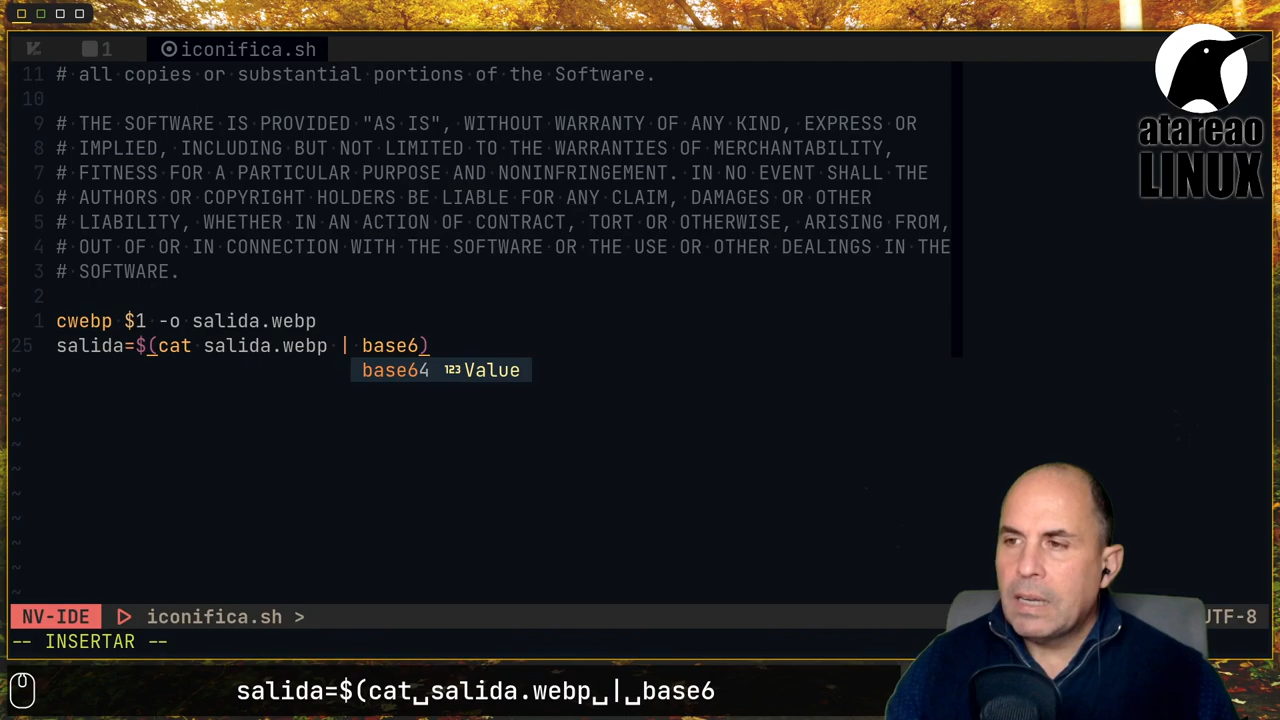 1 iconifica.sh
11 # all copies or substantial portions of the Software.
10
9 # THE SOFTWARE IS PROVIDED "AS IS", WITHOUT WARRANTY OF ANY KIND, EXPRESS OR
8 # IMPLIED, INCLUDING BUT NOT LIMITED TO THE WARRANTIES OF MERCHANTABILITY,
7 # FITNESS FOR A PARTICULAR PURPOSE AND NONINFRINGEMENT. IN NO EVENT SHALL THE
6 # AUTHORS OR COPYRIGHT HOLDERS BE LIABLE FOR ANY CLAIM, DAMAGES OR OTHER
5 # LIABILITY, WHETHER IN AN ACTION OF CONTRACT, TORT OR OTHERWISE, ARISING FROM,
4 # OUT OF OR IN CONNECTION WITH THE SOFTWARE OR THE USE OR OTHER DEALINGS IN THE
3 # SOFTWARE.
2
1 cwebp $1 -o salida.webp
25 salida=$(cat salida.webp | base6)
base64 123 Value
~
~
~
~
~
~
~
~
~
~
NV-IDE iconifica.sh > UTF-8
-- INSERTAR --
salida=$(cat␣salida.webp␣|␣base6
atareao
LINUX